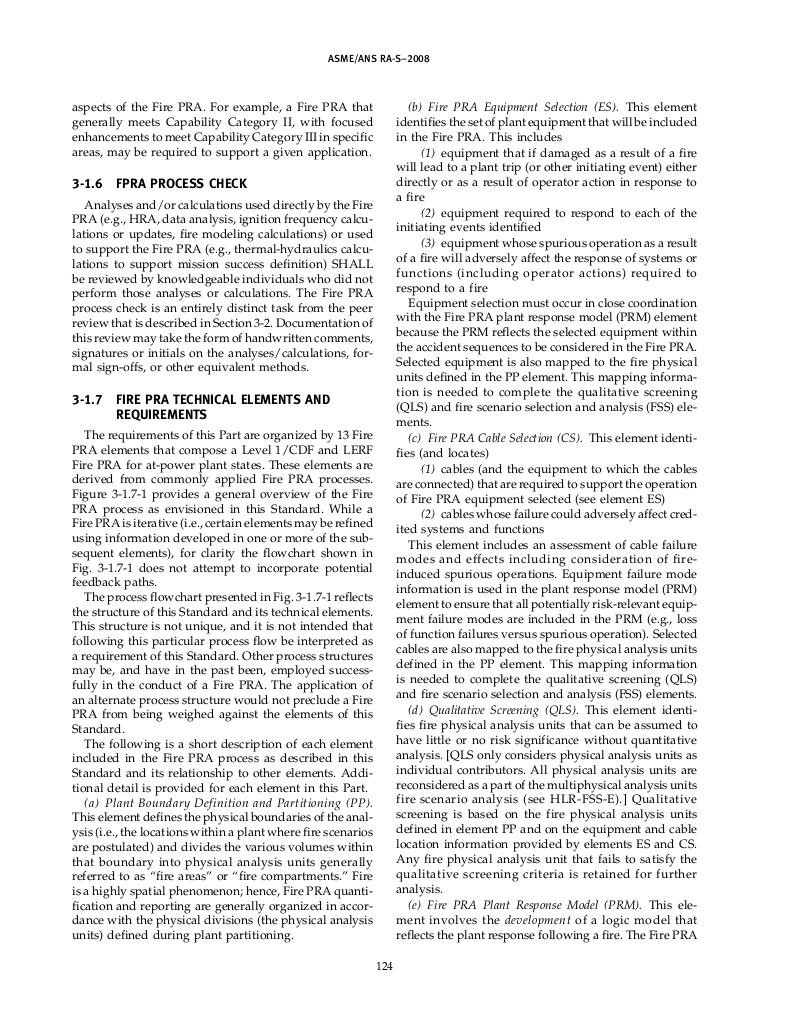 ASME/ANS RA-S–2008
aspects of the Fire PRA. For example, a Fire PRA that
generally meets Capability Category II, with focused
enhancements to meet Capability Category III in specific
areas, may be required to support a given application.
3-1.6 FPRA PROCESS CHECK
Analyses and/or calculations used directly by the Fire
PRA (e.g., HRA, data analysis, ignition frequency calcu-
lations or updates, fire modeling calculations) or used
to support the Fire PRA (e.g., thermal-hydraulics calcu-
lations to support mission success definition) SHALL
be reviewed by knowledgeable individuals who did not
perform those analyses or calculations. The Fire PRA
process check is an entirely distinct task from the peer
review that is described in Section 3-2. Documentation of
this review may take the form of handwritten comments,
signatures or initials on the analyses/calculations, for-
mal sign-offs, or other equivalent methods.
3-1.7 FIRE PRA TECHNICAL ELEMENTS AND
REQUIREMENTS
The requirements of this Part are organized by 13 Fire
PRA elements that compose a Level 1/CDF and LERF
Fire PRA for at-power plant states. These elements are
derived from commonly applied Fire PRA processes.
Figure 3-1.7-1 provides a general overview of the Fire
PRA process as envisioned in this Standard. While a
Fire PRA is iterative (i.e., certain elements may be refined
using information developed in one or more of the sub-
sequent elements), for clarity the flowchart shown in
Fig. 3-1.7-1 does not attempt to incorporate potential
feedback paths.
The process flowchart presented in Fig. 3-1.7-1 reflects
the structure of this Standard and its technical elements.
This structure is not unique, and it is not intended that
following this particular process flow be interpreted as
a requirement of this Standard. Other process structures
may be, and have in the past been, employed success-
fully in the conduct of a Fire PRA. The application of
an alternate process structure would not preclude a Fire
PRA from being weighed against the elements of this
Standard.
The following is a short description of each element
included in the Fire PRA process as described in this
Standard and its relationship to other elements. Addi-
tional detail is provided for each element in this Part.
(a) Plant Boundary Definition and Partitioning (PP).
This element defines the physical boundaries of the anal-
ysis (i.e., the locations within a plant where fire scenarios
are postulated) and divides the various volumes within
that boundary into physical analysis units generally
referred to as “fire areas” or “fire compartments.” Fire
is a highly spatial phenomenon; hence, Fire PRA quanti-
fication and reporting are generally organized in accor-
dance with the physical divisions (the physical analysis
units) defined during plant partitioning.
(b) Fire PRA Equipment Selection (ES). This element
identifies the set of plant equipment that will be included
in the Fire PRA. This includes
(1) equipment that if damaged as a result of a fire
will lead to a plant trip (or other initiating event) either
directly or as a result of operator action in response to
a fire
(2) equipment required to respond to each of the
initiating events identified
(3) equipment whose spurious operation as a result
of a fire will adversely affect the response of systems or
functions (including operator actions) required to
respond to a fire
Equipment selection must occur in close coordination
with the Fire PRA plant response model (PRM) element
because the PRM reflects the selected equipment within
the accident sequences to be considered in the Fire PRA.
Selected equipment is also mapped to the fire physical
units defined in the PP element. This mapping informa-
tion is needed to complete the qualitative screening
(QLS) and fire scenario selection and analysis (FSS) ele-
ments.
(c) Fire PRA Cable Selection (CS). This element identi-
fies (and locates)
(1) cables (and the equipment to which the cables
are connected) that are required to support the operation
of Fire PRA equipment selected (see element ES)
(2) cables whose failure could adversely affect cred-
ited systems and functions
This element includes an assessment of cable failure
modes and effects including consideration of fire-
induced spurious operations. Equipment failure mode
information is used in the plant response model (PRM)
element to ensure that all potentially risk-relevant equip-
ment failure modes are included in the PRM (e.g., loss
of function failures versus spurious operation). Selected
cables are also mapped to the fire physical analysis units
defined in the PP element. This mapping information
is needed to complete the qualitative screening (QLS)
and fire scenario selection and analysis (FSS) elements.
(d) Qualitative Screening (QLS). This element identi-
fies fire physical analysis units that can be assumed to
have little or no risk significance without quantitative
analysis. [QLS only considers physical analysis units as
individual contributors. All physical analysis units are
reconsidered as a part of the multiphysical analysis units
fire scenario analysis (see HLR-FSS-E).] Qualitative
screening is based on the fire physical analysis units
defined in element PP and on the equipment and cable
location information provided by elements ES and CS.
Any fire physical analysis unit that fails to satisfy the
qualitative screening criteria is retained for further
analysis.
(e) Fire PRA Plant Response Model (PRM). This ele-
ment involves the development of a logic model that
reflects the plant response following a fire. The Fire PRA
124